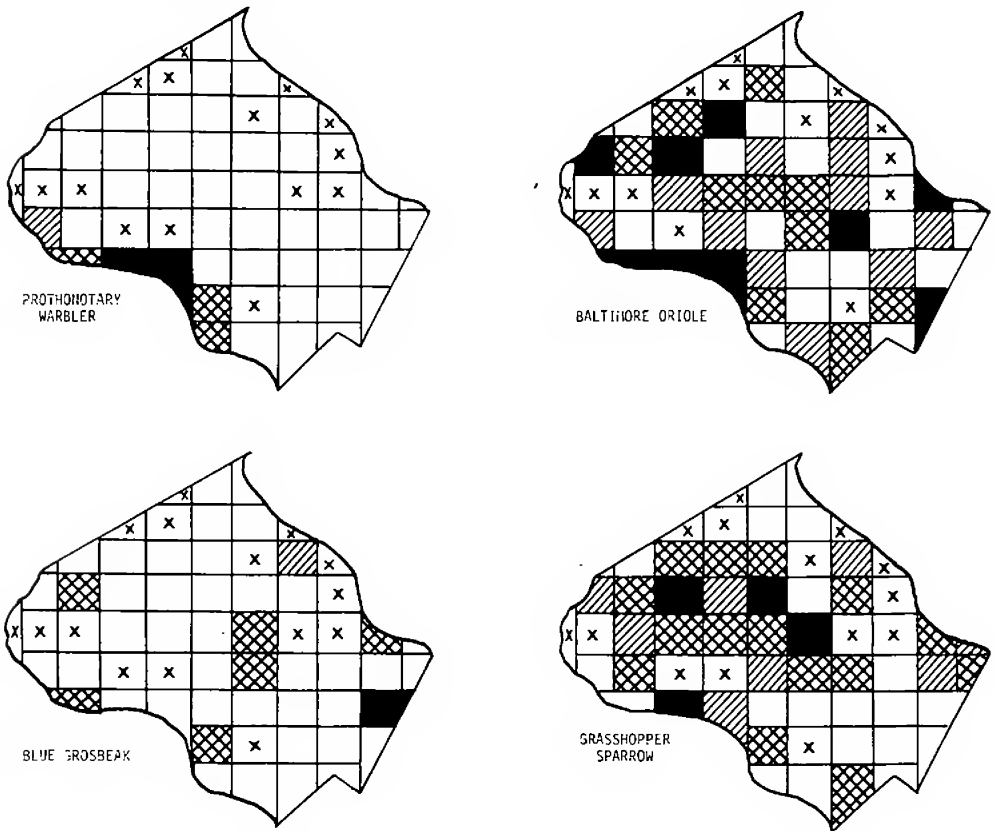 PROTHONOTARY
WARBLER
BALTIMORE ORIOLE
BLUE GROSBEAK
GRASSHOPPER
SPARROW